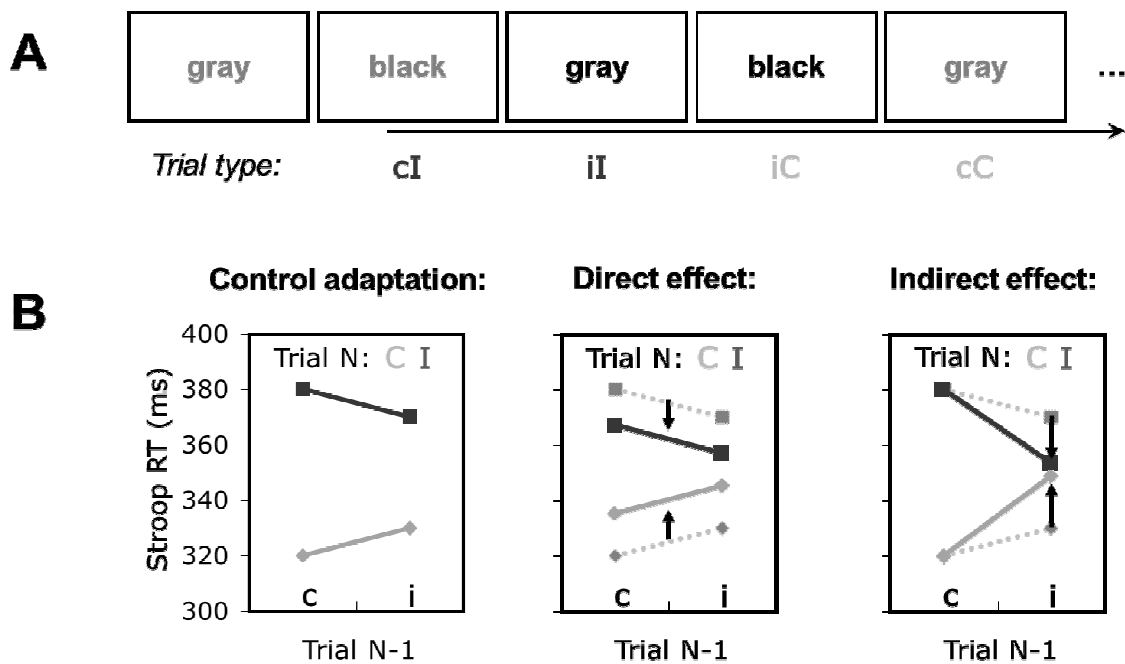 A
gray black gray black gray ...
Trial type: cI iI iC cC
B
Control adaptation: Direct effect: Indirect effect:
Stroop RT (ms)
400
380
360
340
320
300
Trial N: C I
c i
Trial N-1
Trial N: C I
c i
Trial N-1
Trial N: C I
c i
Trial N-1